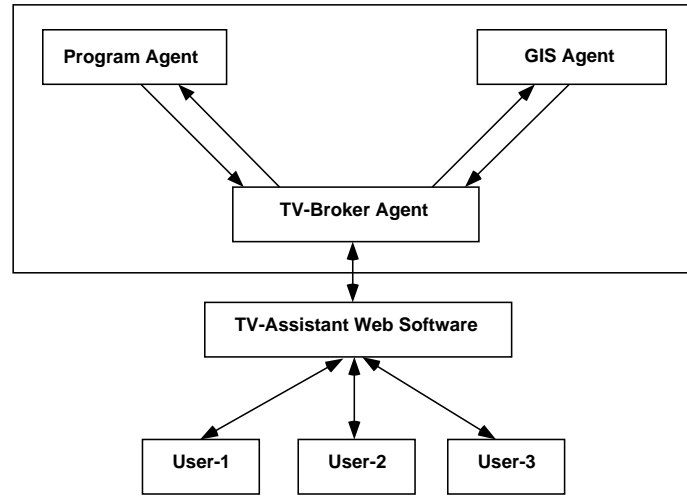 Program Agent
GIS Agent
TV-Broker Agent
TV-Assistant Web Software
User-1
User-2
User-3